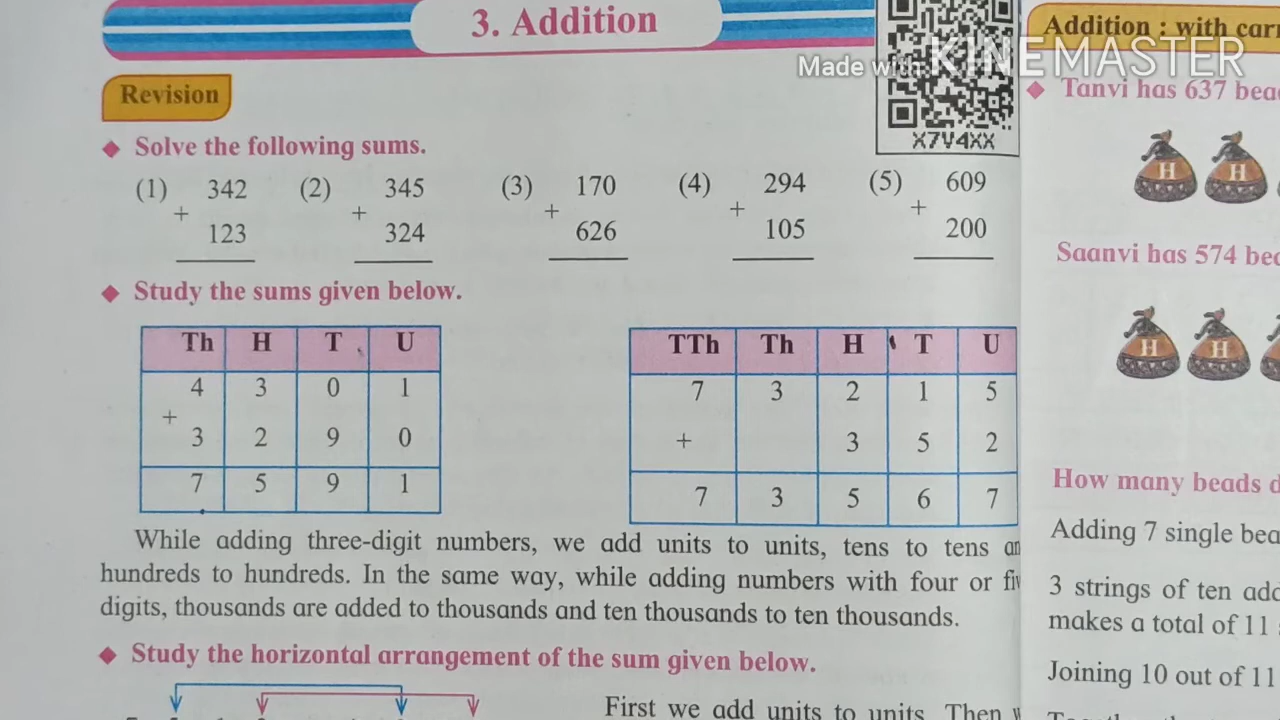 3. Addition
Made with KINEMASTER
X7V4XX
Revision
Solve the following sums.
(1) 342 (2) 345 (3) 170 (4) 294 (5) 609
+ + + + +
123 324 626 105 200
Study the sums given below.
Th H T U
4 3 0 1
+
3 2 9 0
7 5 9 1
TTh Th H T U
7 3 2 1 5
+ 3 5 2
7 3 5 6 7
While adding three-digit numbers, we add units to units, tens to tens
hundreds to hundreds. In the same way, while adding numbers with four or
digits, thousands are added to thousands and ten thousands to ten thousands.
Study the horizontal arrangement of the sum given below.
First we add units to units. Then
Addition : with
Tanvi has 637
H H
Saanvi has 574
H H
How many beads
Adding 7 single
3 strings of ten
makes a total of 11
Joining 10 out of 11